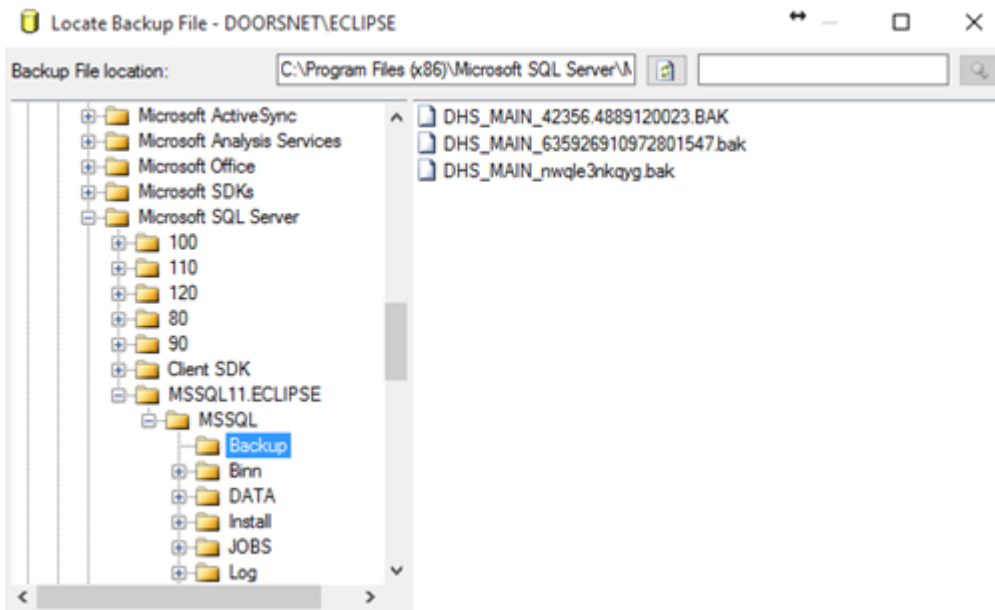 Locate Backup File - DOORSNET\ECLIPSE
Backup File location:
C:\Program Files (x86)\Microsoft SQL Server\M
Microsoft ActiveSync
Microsoft Analysis Services
Microsoft Office
Microsoft SDKs
Microsoft SQL Server
100
110
120
80
90
Client SDK
MSSQL11.ECLIPSE
MSSQL
Backup
Binn
DATA
Install
JOBS
Log
DHS_MAIN_42356.4889120023.BAK
DHS_MAIN_635926910972801547.bak
DHS_MAIN_nwqle3nkqyg.bak